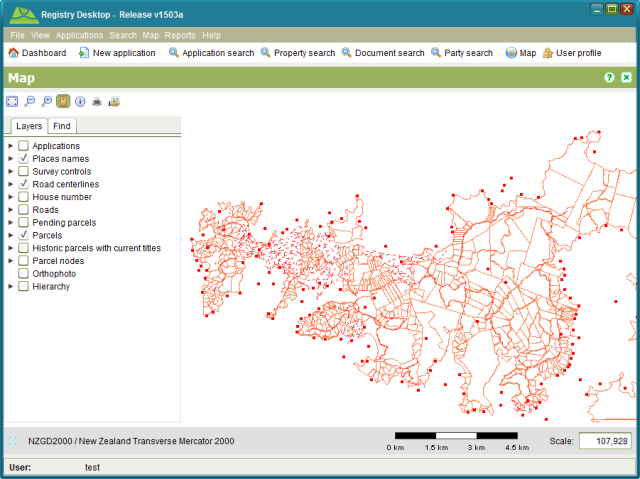 Registry Desktop - Release v1503a
File View Applications Search Map Reports Help
Dashboard New application Application search Property search Document search Party search Map User profile
Map
Layers Find
Applications
Places names
Survey controls
Road centerlines
House number
Roads
Pending parcels
Parcels
Historic parcels with current titles
Parcel nodes
Orthophoto
Hierarchy
NZGD2000 / New Zealand Transverse Mercator 2000
0 km 1.5 km 3 km 4.5 km
Scale: 107,928
User: test